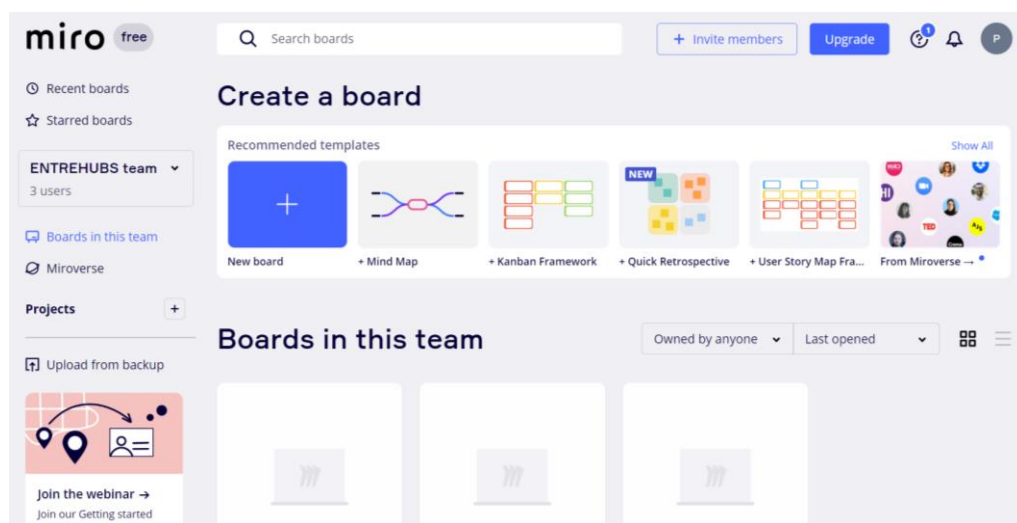 miro free
Search boards
+ Invite members
Upgrade
1
P
Recent boards
Starred boards
ENTREHUBS team
3 users
Boards in this team
Miroverse
Projects +
Upload from backup
Join the webinar →
Join our Getting started
Create a board
Recommended templates
Show All
NEW
TED
New board
+ Mind Map
+ Kanban Framework
+ Quick Retrospective
+ User Story Map Fra...
From Miroverse →
Boards in this team
Owned by anyone
Last opened